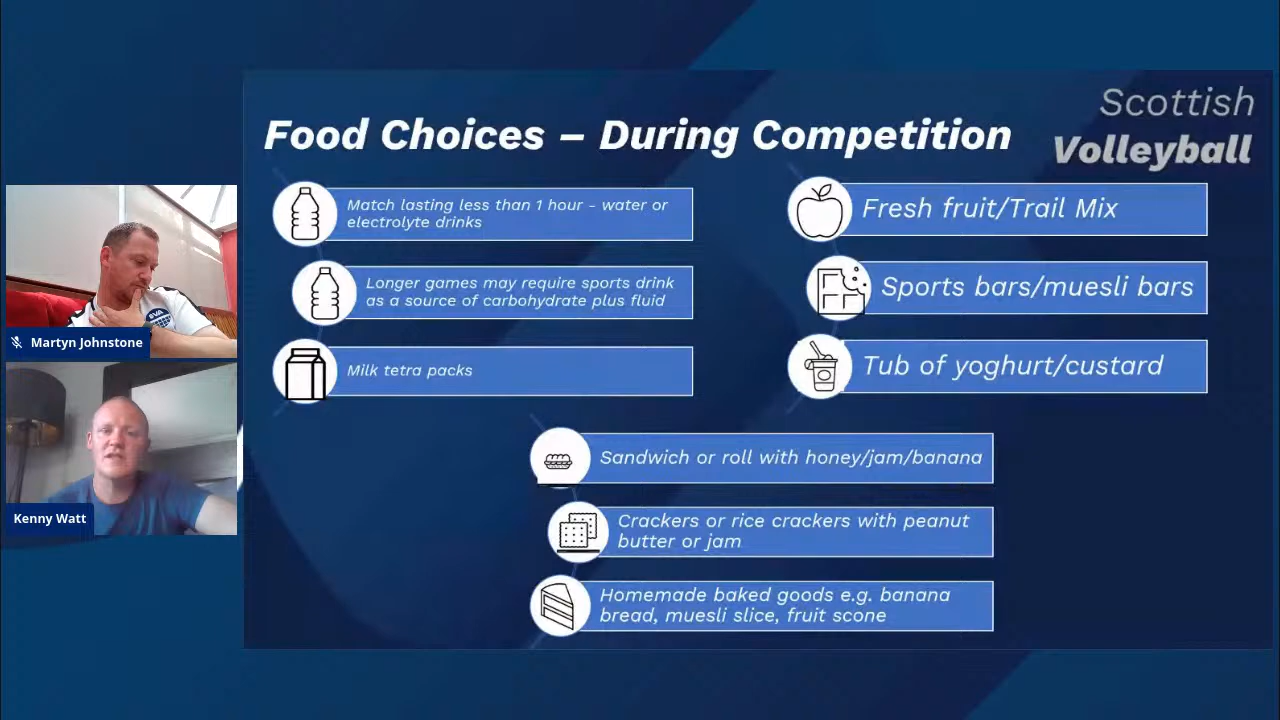 Scottish
Volleyball
Food Choices – During Competition
Match lasting less than 1 hour - water or
electrolyte drinks
Longer games may require sports drink
as a source of carbohydrate plus fluid
Milk tetra packs
Fresh fruit/Trail Mix
Sports bars/muesli bars
Tub of yoghurt/custard
Sandwich or roll with honey/jam/banana
Crackers or rice crackers with peanut
butter or jam
Homemade baked goods e.g. banana
bread, muesli slice, fruit scone
Martyn Johnstone
Kenny Watt